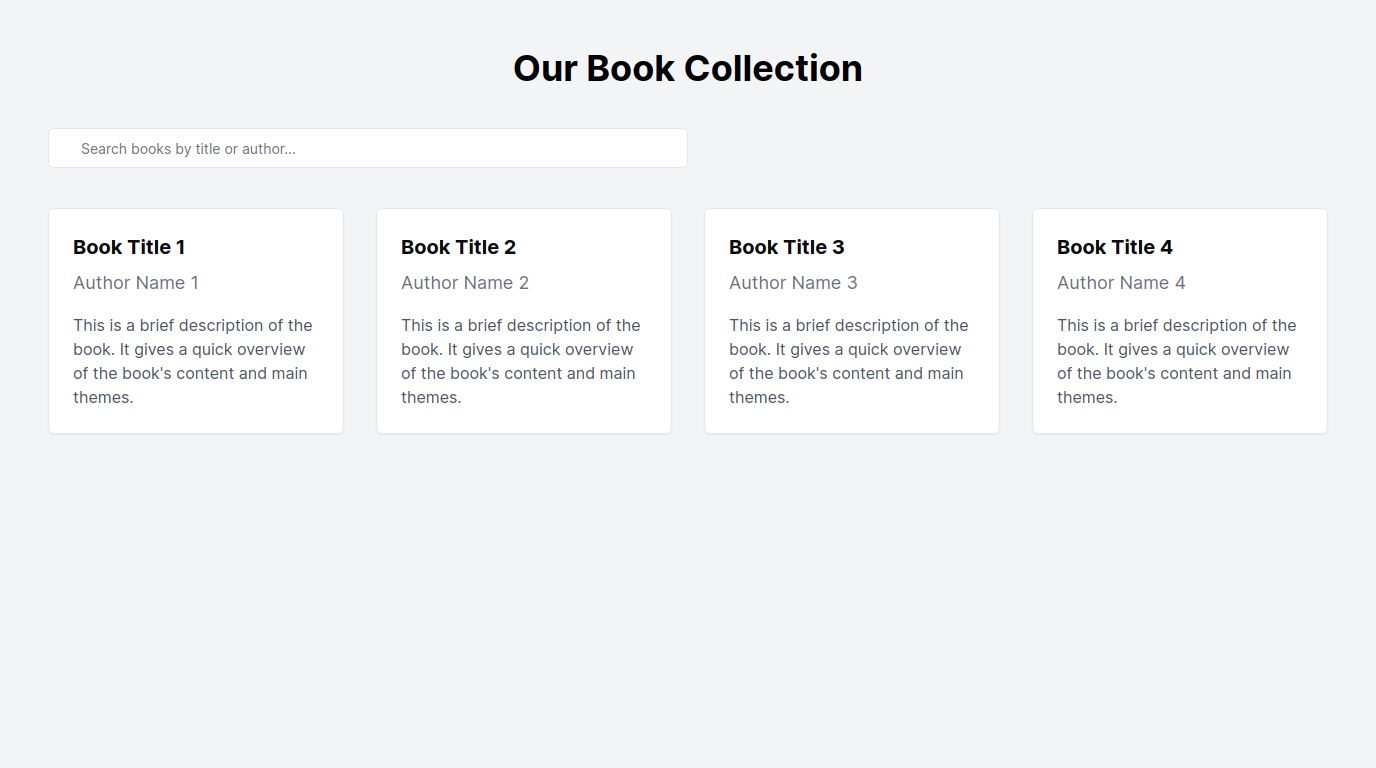 Our Book Collection
Search books by title or author...
Book Title 1
Author Name 1
This is a brief description of the
book. It gives a quick overview
of the book's content and main
themes.
Book Title 2
Author Name 2
This is a brief description of the
book. It gives a quick overview
of the book's content and main
themes.
Book Title 3
Author Name 3
This is a brief description of the
book. It gives a quick overview
of the book's content and main
themes.
Book Title 4
Author Name 4
This is a brief description of the
book. It gives a quick overview
of the book's content and main
themes.